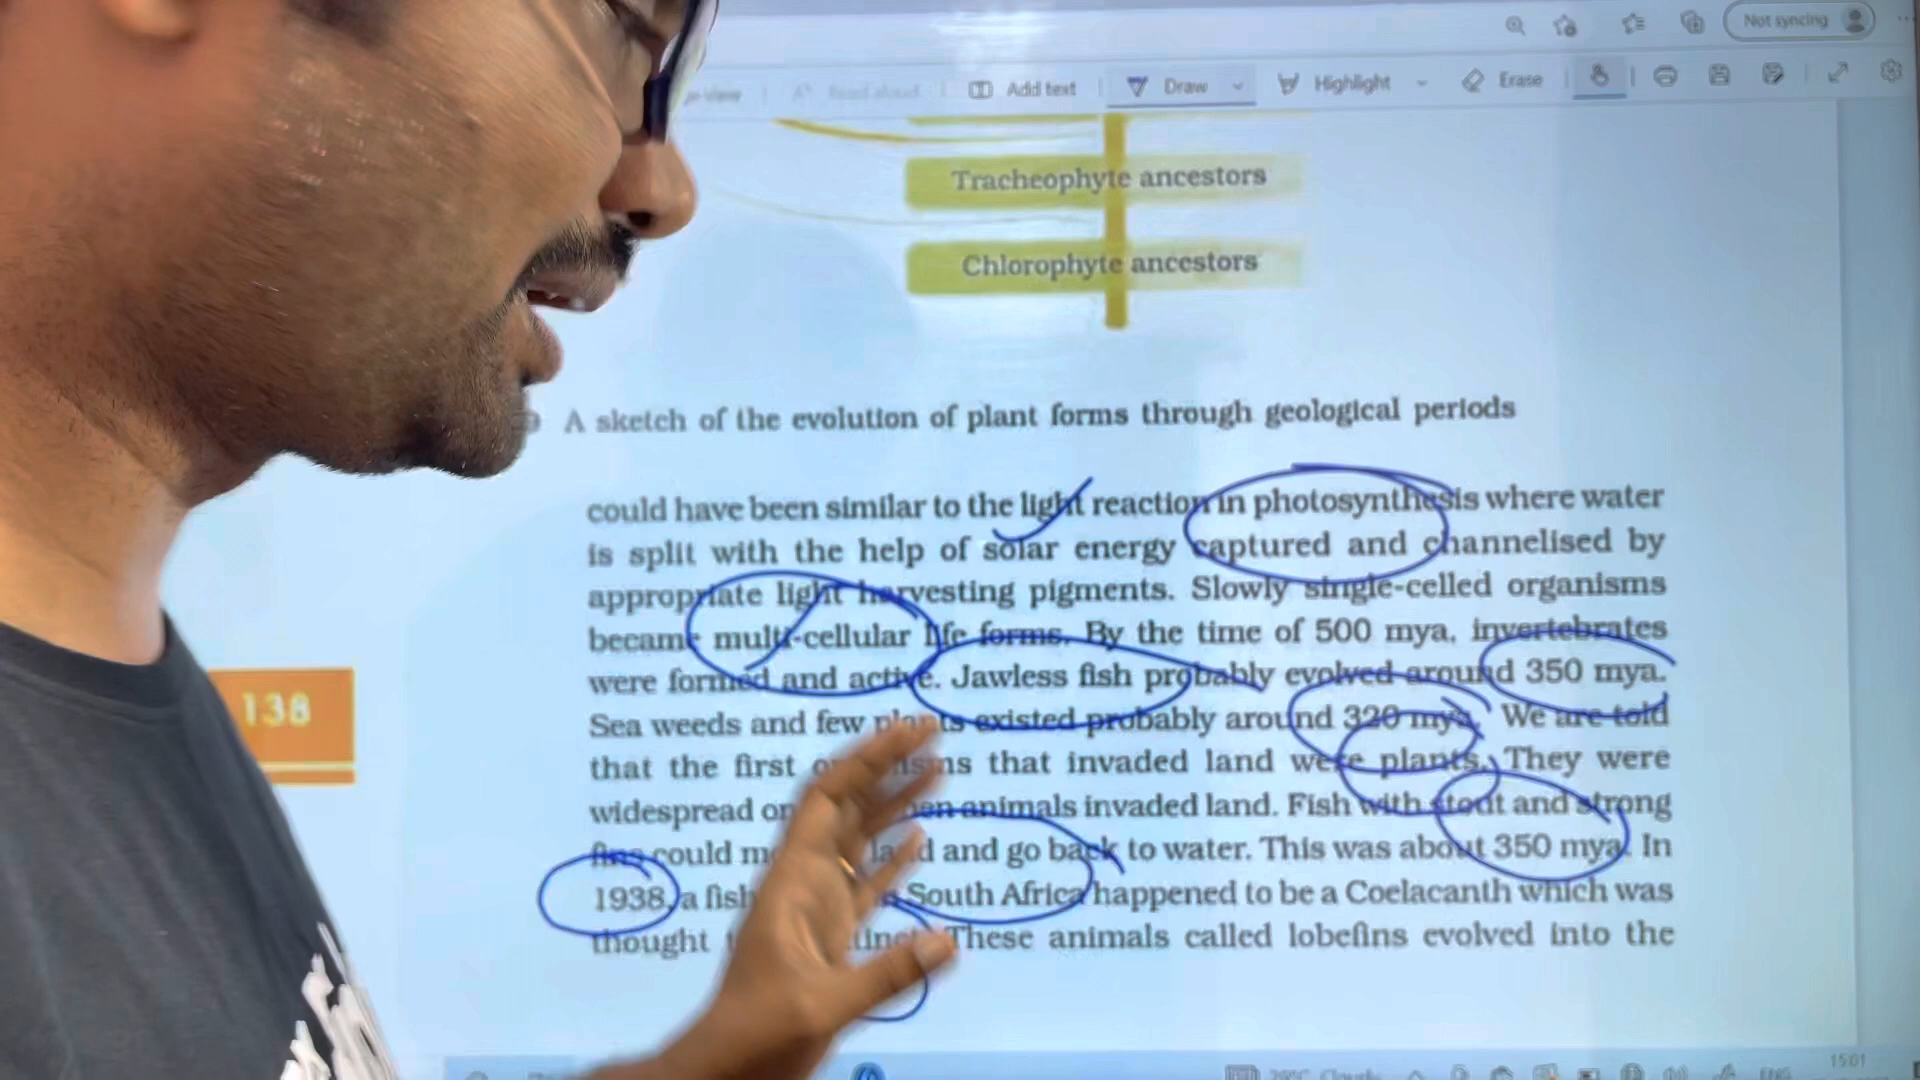 Not syncing
Read aloud
Add text
Draw
Highlight
Erase
Tracheophyte ancestors
Chlorophyte ancestors
A sketch of the evolution of plant forms through geological periods
could have been similar to the light reaction in photosynthesis where water
is split with the help of solar energy captured and channelised by
appropriate light harvesting pigments. Slowly single-celled organisms
became multi-cellular life forms. By the time of 500 mya, invertebrates
were formed and active. Jawless fish probably evolved around 350 mya.
Sea weeds and few plants existed probably around 320 mya. We are told
that the first that invaded land were plants. They were
widespread animals invaded land. Fish with stout and strong
fins could and go back to water. This was about 350 mya. In
1938, a fish South Africa happened to be a Coelacanth which was
thought These animals called lobefins evolved into the
138
15:01
ENG